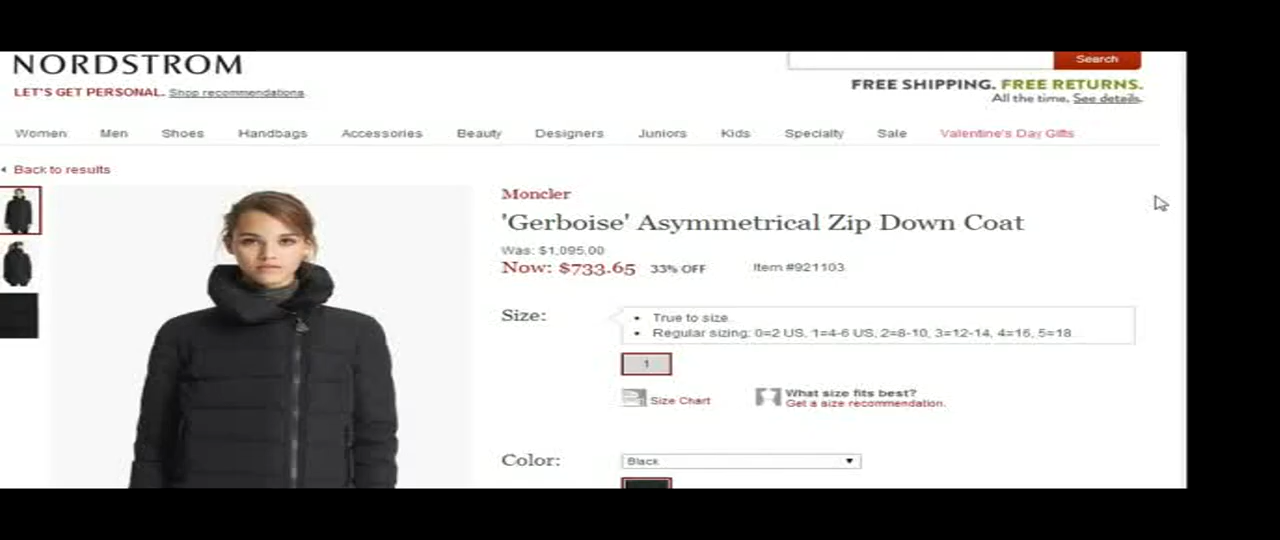 NORDSTROM
Search
LET'S GET PERSONAL. Shop recommendations
FREE SHIPPING. FREE RETURNS.
All the time. See details.
Women Men Shoes Handbags Accessories Beauty Designers Juniors Kids Specialty Sale Valentine's Day Gifts
Back to results
Moncler
'Gerboise' Asymmetrical Zip Down Coat
Was: $1,095.00
Now: $733.65 33% OFF Item #921103
Size:
• True to size.
• Regular sizing: 0=2 US, 1=4-6 US, 2=8-10, 3=12-14, 4=16, 5=18.
1
Size Chart
What size fits best?
Get a size recommendation.
Color:
Black